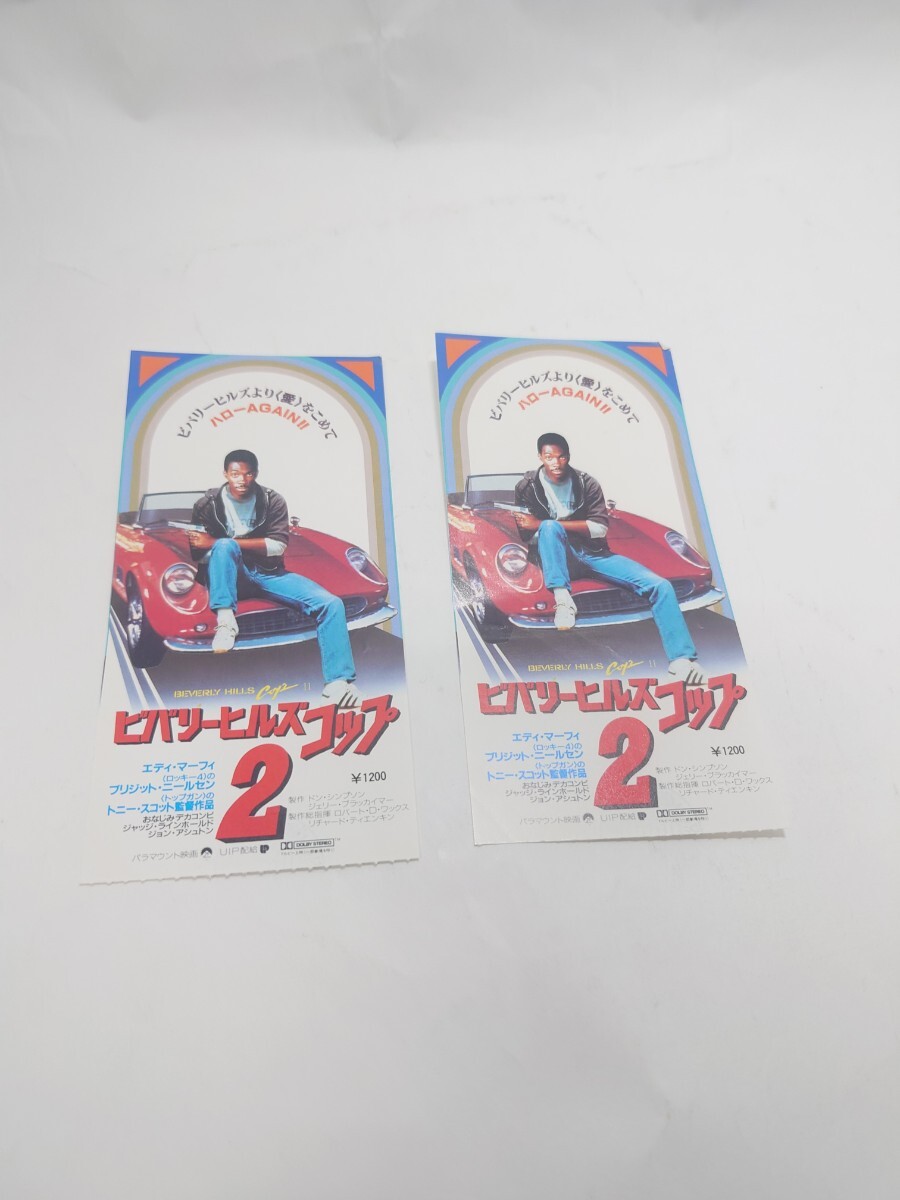 ビバリーヒルズより〈愛〉をこめて
ハローAGAIN!!
BEVERLY HILLS Cop II
ビバリーヒルズコップ
2
エディ・マーフィ
〈ロッキー4〉の
ブリジット・ニールセン
〈トップガン〉の
トニー・スコット監督作品
おなじみデカコンビ
ジャッジ・ラインホールド
ジョン・アシュトン
¥1200
製作 ドン・シンプソン
ジェリー・ブラッカイマー
製作総指揮 ロバート・D・ワックス
リチャード・ティエンキン
パラマウント映画 UIP配給 UIP DOLBY STEREO
ビバリーヒルズより〈愛〉をこめて
ハローAGAIN!!
BEVERLY HILLS Cop II
ビバリーヒルズコップ
2
エディ・マーフィ
〈ロッキー4〉の
ブリジット・ニールセン
〈トップガン〉の
トニー・スコット監督作品
おなじみデカコンビ
ジャッジ・ラインホールド
ジョン・アシュトン
¥1200
製作 ドン・シンプソン
ジェリー・ブラッカイマー
製作総指揮 ロバート・D・ワックス
リチャード・ティエンキン
パラマウント映画 UIP配給 UIP DOLBY STEREO